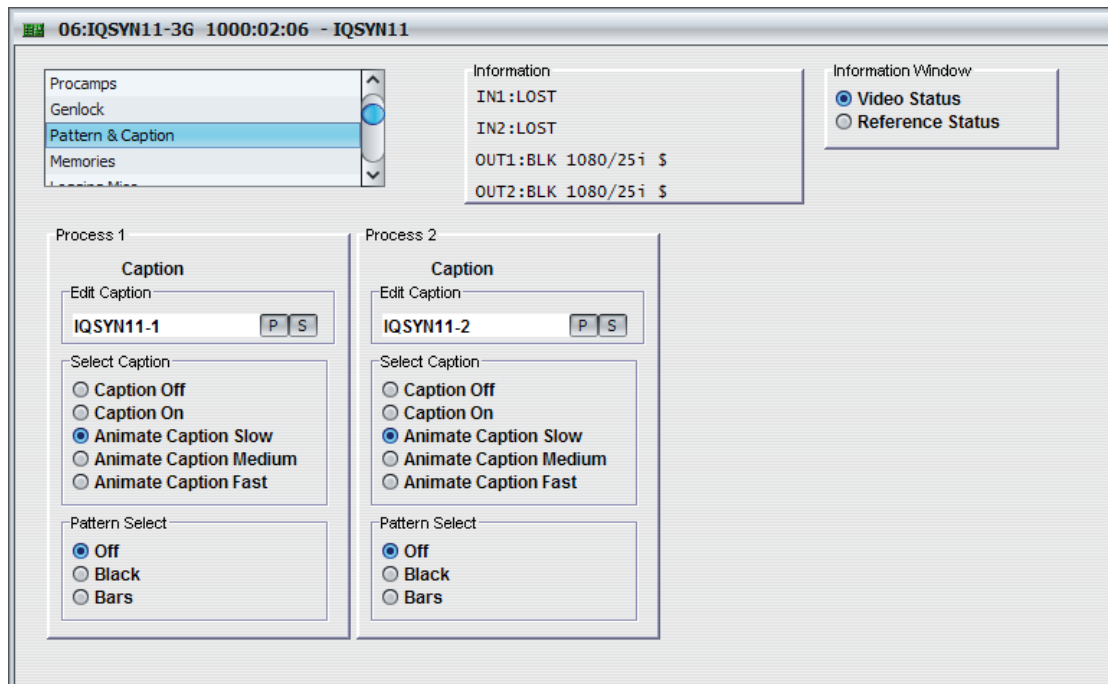 06:IQSYN11-3G 1000:02:06 - IQSYN11
Procamps
Genlock
Pattern & Caption
Memories
Information
IN1:LOST
IN2:LOST
OUT1:BLK 1080/25i $
OUT2:BLK 1080/25i $
Information Window
Video Status
Reference Status
Process 1
Caption
Edit Caption
IQSYN11-1 P S
Select Caption
Caption Off
Caption On
Animate Caption Slow
Animate Caption Medium
Animate Caption Fast
Pattern Select
Off
Black
Bars
Process 2
Caption
Edit Caption
IQSYN11-2 P S
Select Caption
Caption Off
Caption On
Animate Caption Slow
Animate Caption Medium
Animate Caption Fast
Pattern Select
Off
Black
Bars